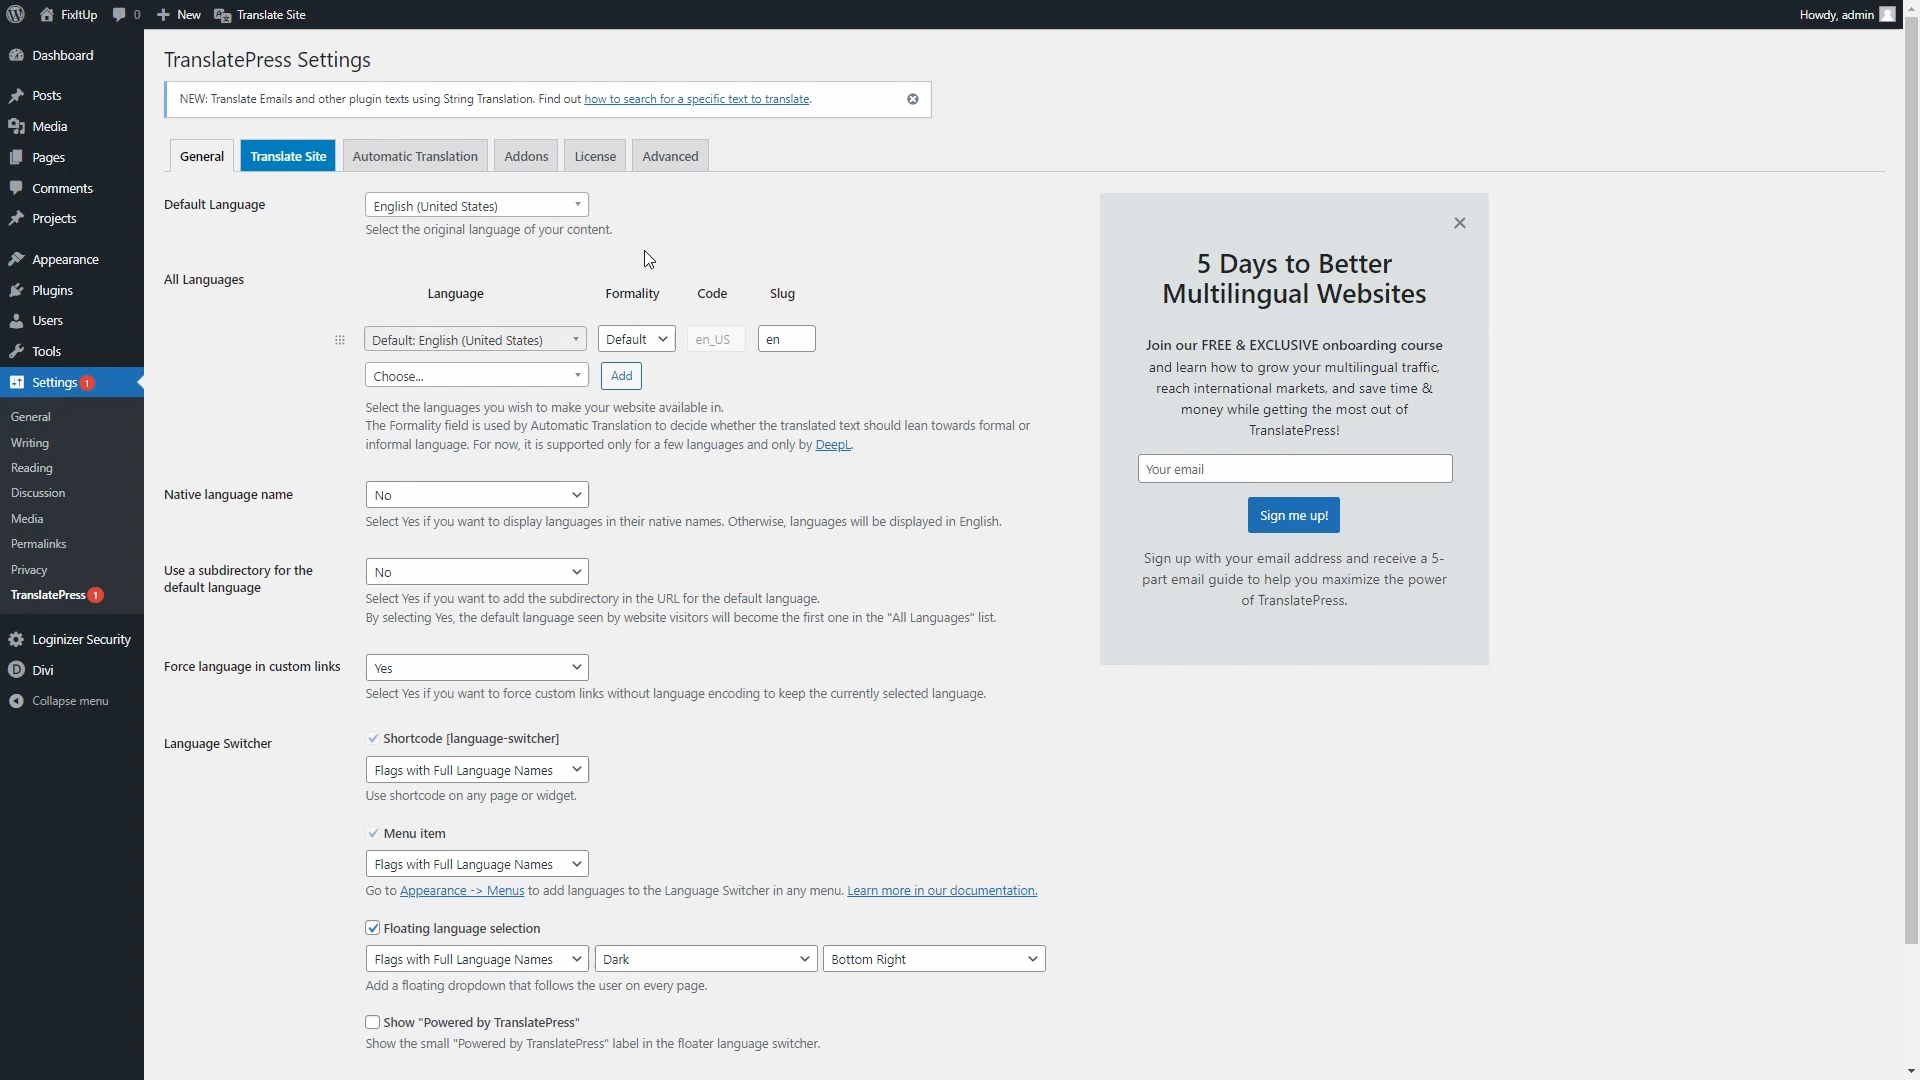 FixItUp
0
New
Translate Site
Howdy, admin
Dashboard
Posts
Media
Pages
Comments
Projects
Appearance
Plugins
Users
Tools
Settings 1
General
Writing
Reading
Discussion
Media
Permalinks
Privacy
TranslatePress 1
Loginizer Security
Divi
Collapse menu
TranslatePress Settings
NEW: Translate Emails and other plugin texts using String Translation. Find out how to search for a specific text to translate.
General
Translate Site
Automatic Translation
Addons
License
Advanced
Default Language
English (United States)
Select the original language of your content.
All Languages
Language
Formality
Code
Slug
Default: English (United States)
Default
en_US
en
Choose...
Add
Select the languages you wish to make your website available in.
The Formality field is used by Automatic Translation to decide whether the translated text should lean towards formal or
informal language. For now, it is supported only for a few languages and only by DeepL.
Native language name
No
Select Yes if you want to display languages in their native names. Otherwise, languages will be displayed in English.
Use a subdirectory for the
default language
No
Select Yes if you want to add the subdirectory in the URL for the default language.
By selecting Yes, the default language seen by website visitors will become the first one in the "All Languages" list.
Force language in custom links
Yes
Select Yes if you want to force custom links without language encoding to keep the currently selected language.
Language Switcher
Shortcode [language-switcher]
Flags with Full Language Names
Use shortcode on any page or widget.
Menu item
Flags with Full Language Names
Go to Appearance -> Menus to add languages to the Language Switcher in any menu. Learn more in our documentation.
Floating language selection
Flags with Full Language Names
Dark
Bottom Right
Add a floating dropdown that follows the user on every page.
Show "Powered by TranslatePress"
Show the small "Powered by TranslatePress" label in the floater language switcher.
5 Days to Better
Multilingual Websites
Join our FREE & EXCLUSIVE onboarding course
and learn how to grow your multilingual traffic,
reach international markets, and save time &
money while getting the most out of
TranslatePress!
Your email
Sign me up!
Sign up with your email address and receive a 5-
part email guide to help you maximize the power
of TranslatePress.